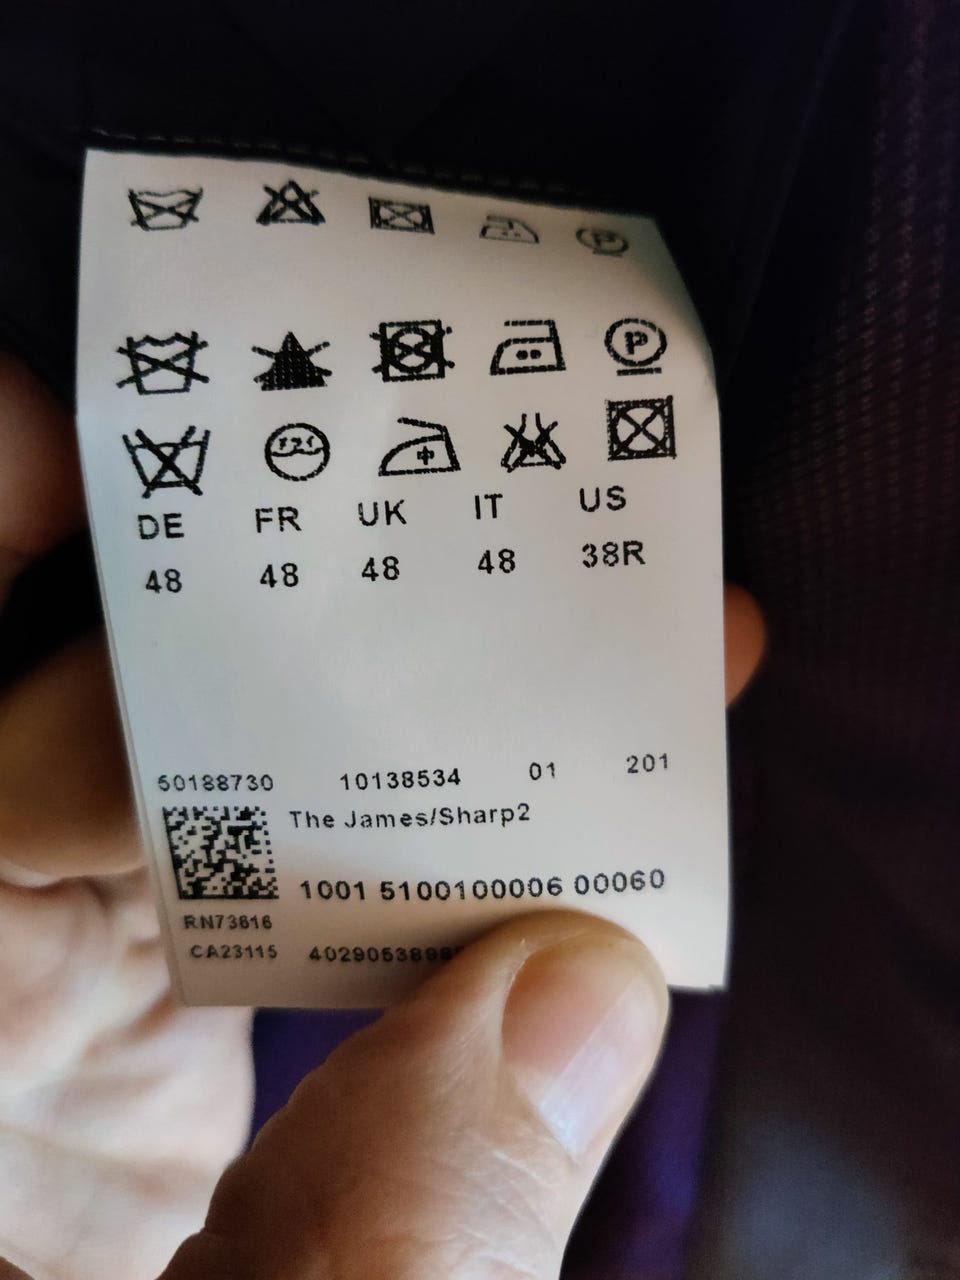 P
P
DE FR UK IT US
48 48 48 48 38R
50188730 10138534 01 201
The James/Sharp2
1001 5100100006 00060
RN73616
CA23115